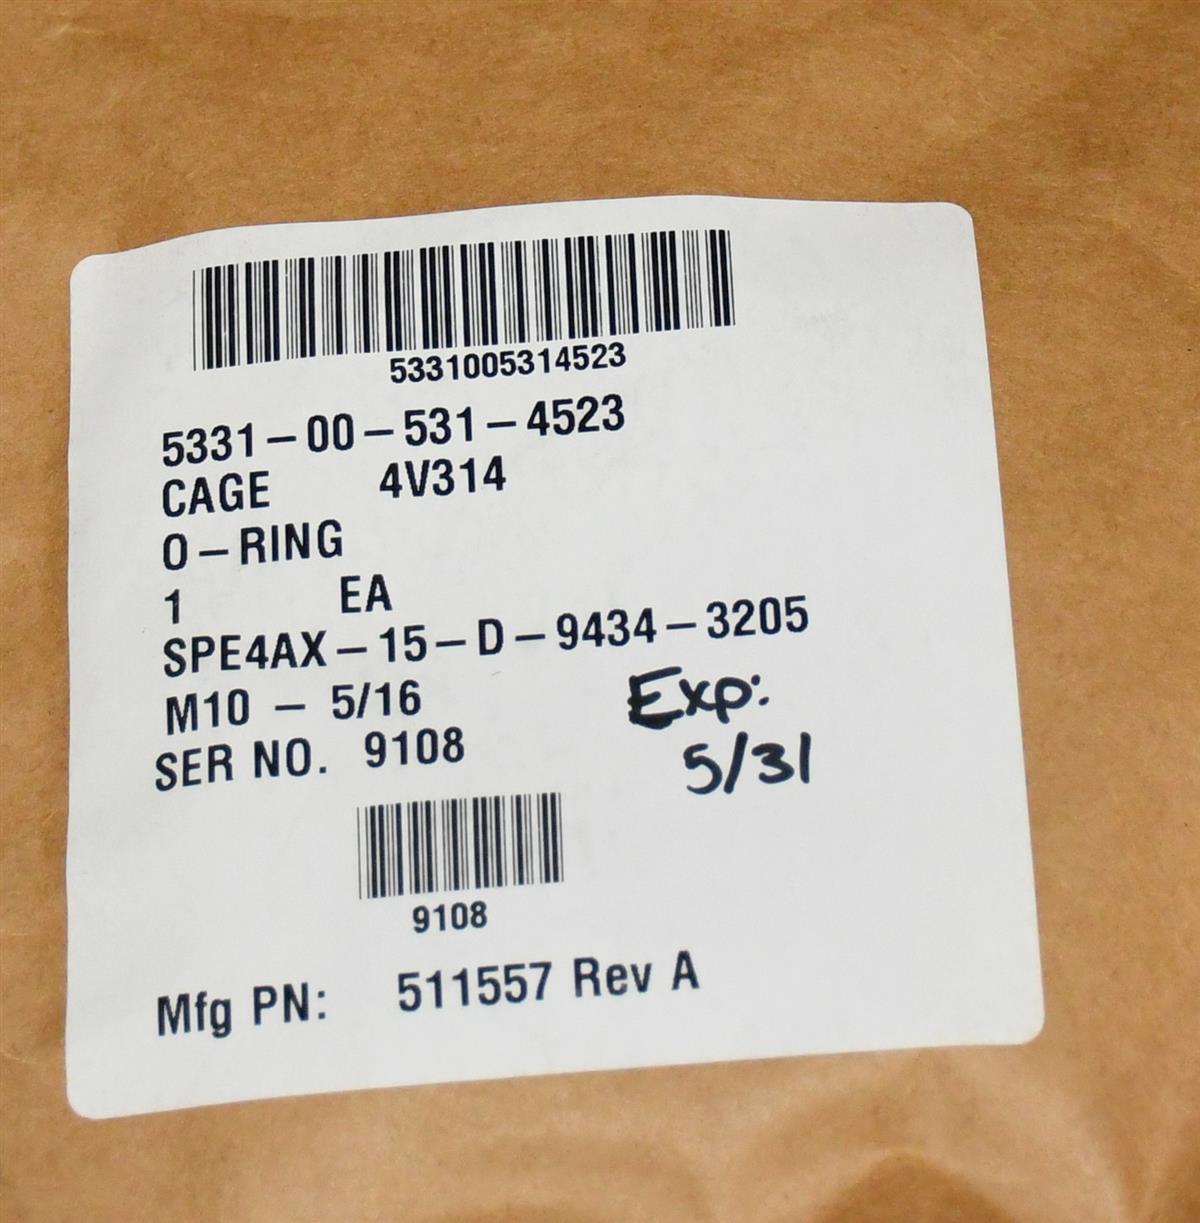 5331005314523
5331-00-531-4523
CAGE 4V314
O-RING
1 EA
SPE4AX-15-D-9434-3205
M10 - 5/16
Exp:
5/31
SER NO. 9108
9108
Mfg PN: 511557 Rev A